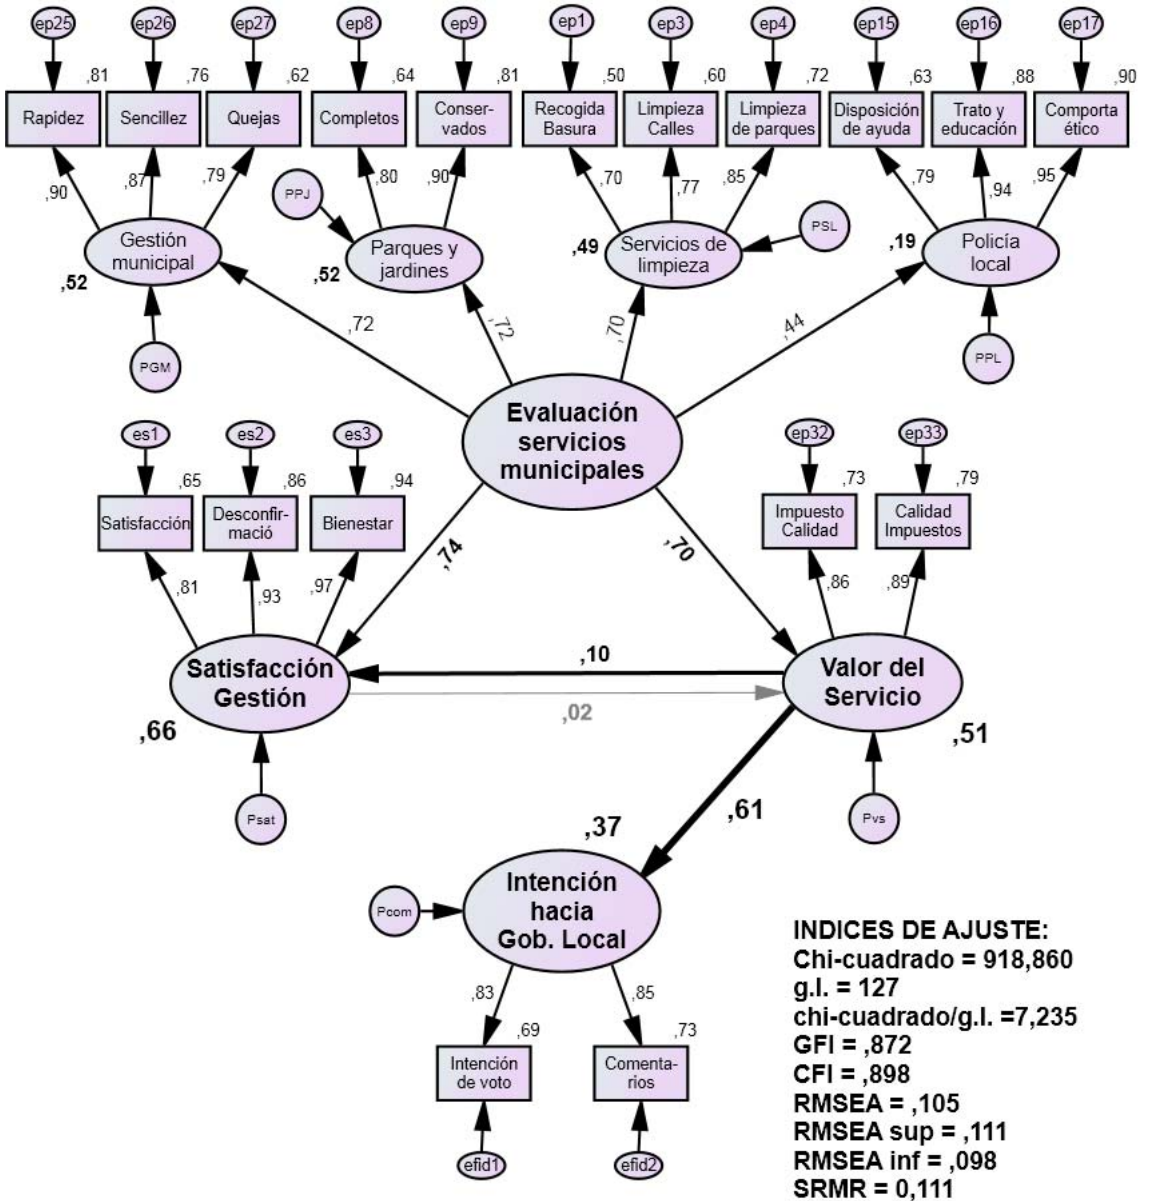 ep25 ep26 ep27 ep8 ep9 ep1 ep3 ep4 ep15 ep16 ep17
,81 ,76 ,62 ,64 ,81 ,50 ,60 ,72 ,63 ,88 ,90
Rapidez
Sencillez
Quejas
Completos
Conser-
vados
Recogida
Basura
Limpieza
Calles
Limpieza
de parques
Disposición
de ayuda
Trato y
educación
Comporta
ético
,90 ,87 ,79 ,80 ,90 ,70 ,77 ,85 ,79 ,94 ,95
PPJ
PSL
Gestión
municipal
,52
Parques y
jardines
,52
Servicios de
limpieza
,49
Policía
local
,19
PGM
PPL
,72 ,72 ,70 ,44
Evaluación
servicios
municipales
es1 es2 es3
,65 ,86 ,94
Satisfacción
Desconfir-
mació
Bienestar
,81 ,93 ,97
ep32 ep33
,73 ,79
Impuesto
Calidad
Calidad
Impuestos
,86 ,89
,74 ,70
Satisfacción
Gestión
,66
,10
,02
Valor del
Servicio
,51
Psat
Pvs
,61
,37
Intención
hacia
Gob. Local
Pcom
,83 ,85
,69 ,73
Intención
de voto
Comenta-
rios
efid1 efid2
INDICES DE AJUSTE:
Chi-cuadrado = 918,860
g.l. = 127
chi-cuadrado/g.l. =7,235
GFI = ,872
CFI = ,898
RMSEA = ,105
RMSEA sup = ,111
RMSEA inf = ,098
SRMR = 0,111